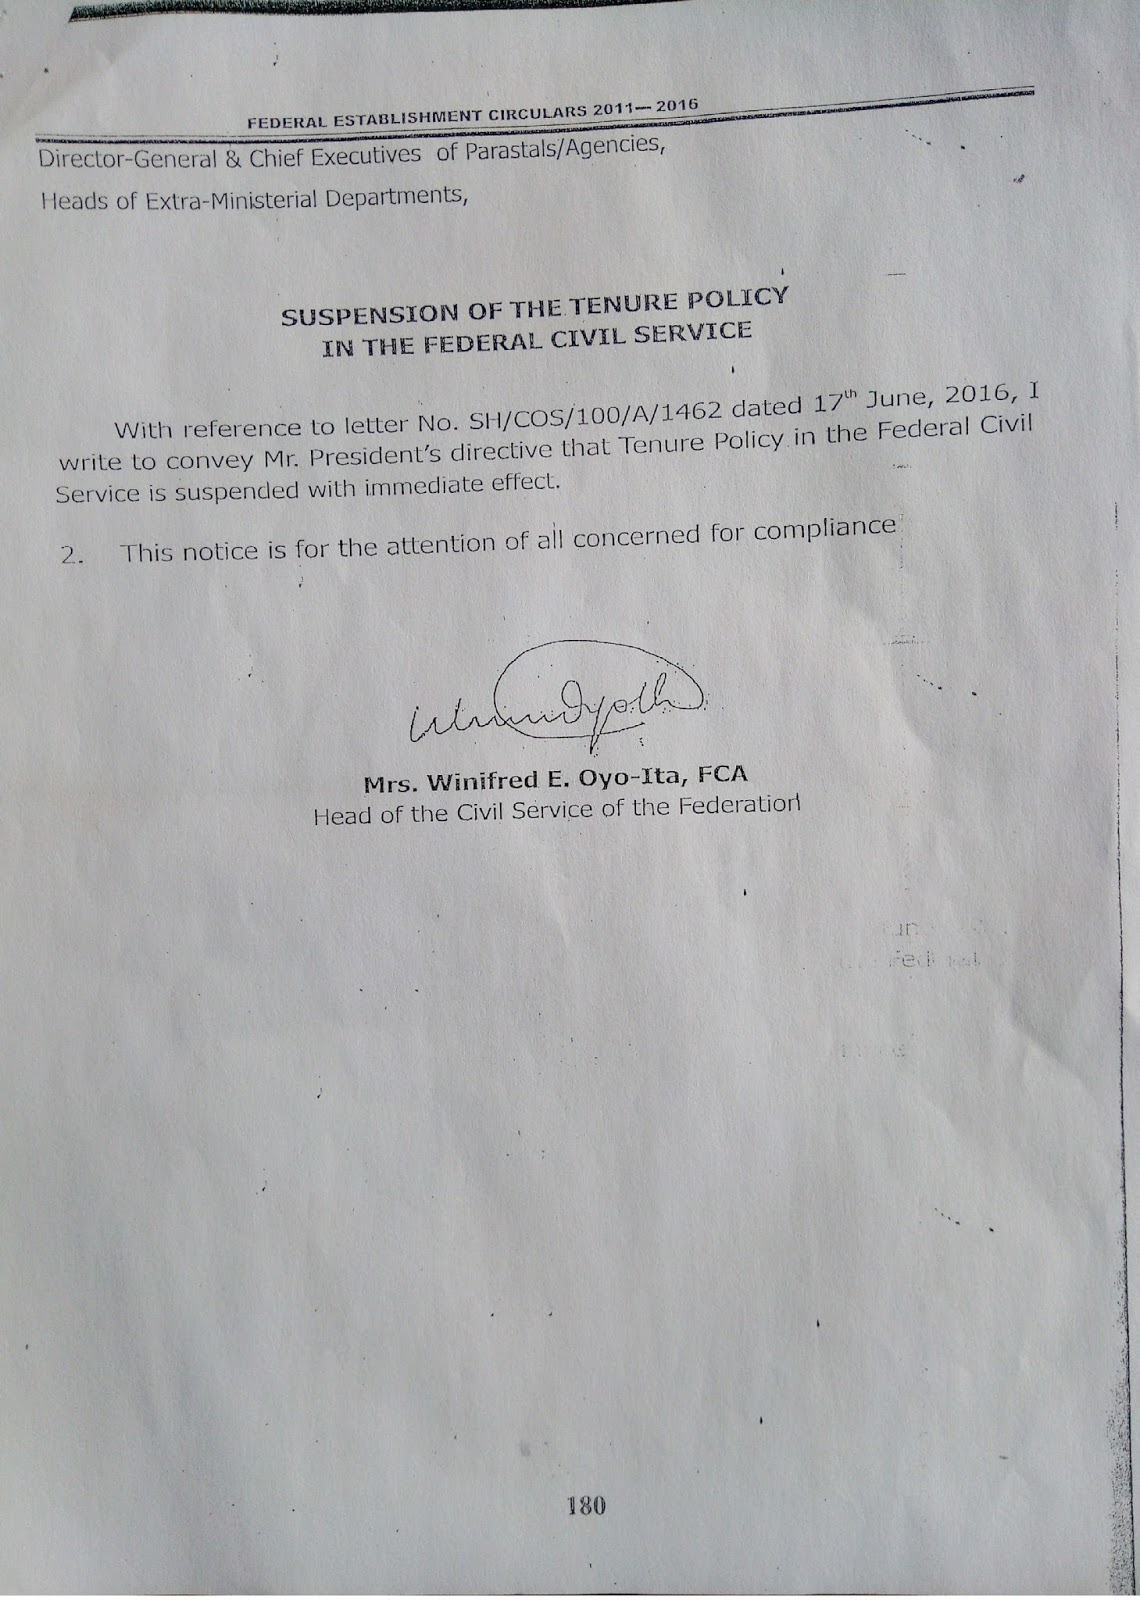 FEDERAL ESTABLISHMENT CIRCULARS 2011— 2016
Director-General & Chief Executives of Parastals/Agencies,
Heads of Extra-Ministerial Departments,
SUSPENSION OF THE TENURE POLICY
IN THE FEDERAL CIVIL SERVICE
With reference to letter No. SH/COS/100/A/1462 dated 17th June, 2016, I
write to convey Mr. President's directive that Tenure Policy in the Federal Civil
Service is suspended with immediate effect.
2. This notice is for the attention of all concerned for compliance
Mrs. Winifred E. Oyo-Ita, FCA
Head of the Civil Service of the Federation
180